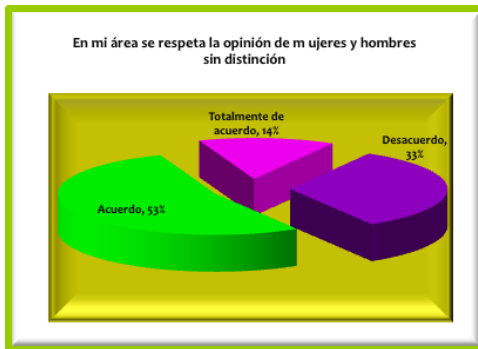 En mi área se respeta la opinión de m ujeres y hombres
sin distinción
Totalmente de
acuerdo, 14%
Desacuerdo,
33%
Acuerdo, 53%